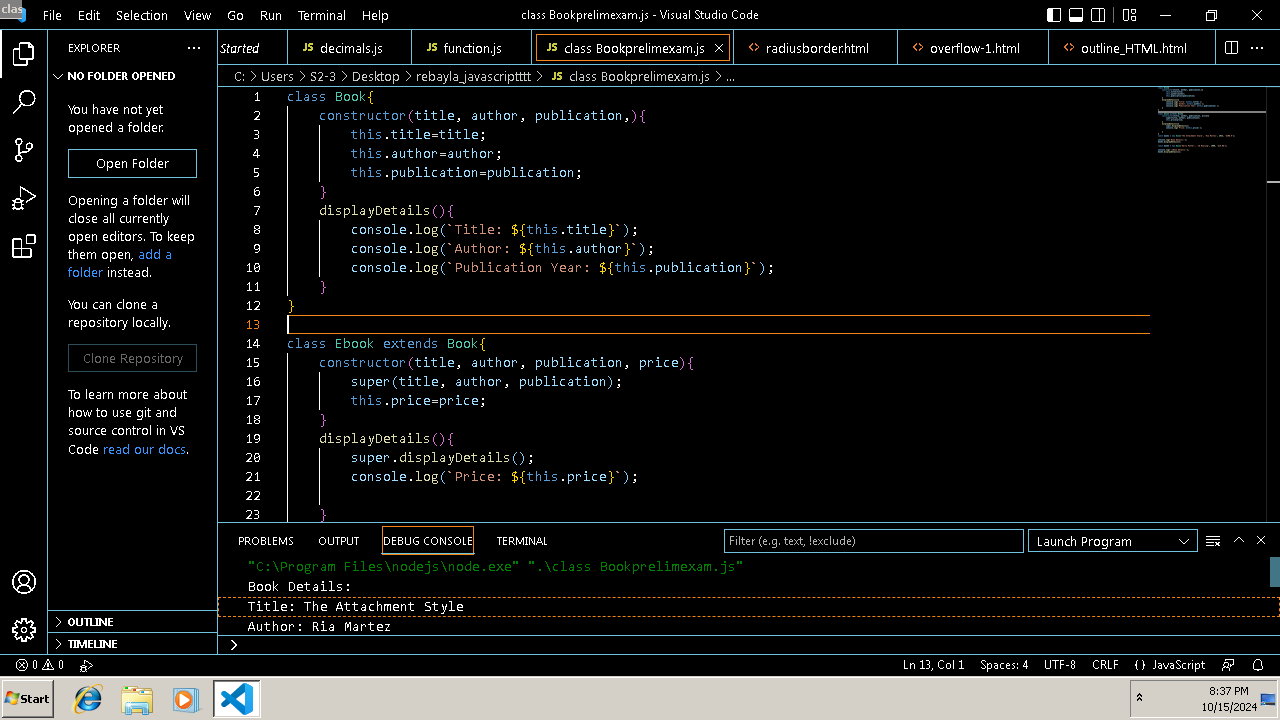 clas
File Edit Selection View Go Run Terminal Help
class Bookprelimexam.js - Visual Studio Code
EXPLORER
NO FOLDER OPENED
You have not yet
opened a folder.
Open Folder
Opening a folder will
close all currently
open editors. To keep
them open, add a
folder instead.
You can clone a
repository locally.
Clone Repository
To learn more about
how to use git and
source control in VS
Code read our docs.
OUTLINE
TIMELINE
Started
JS decimals.js
JS function.js
JS class Bookprelimexam.js
<> radiusborder.html
<> overflow-1.html
<> outline_HTML.html
C: > Users > S2-3 > Desktop > rebayla_javascriptttt > JS class Bookprelimexam.js > ...
1 class Book{
2 constructor(title, author, publication,){
3 this.title=title;
4 this.author=author;
5 this.publication=publication;
6 }
7 displayDetails(){
8 console.log(`Title: ${this.title}`);
9 console.log(`Author: ${this.author}`);
10 console.log(`Publication Year: ${this.publication}`);
11 }
12 }
13
14 class Ebook extends Book{
15 constructor(title, author, publication, price){
16 super(title, author, publication);
17 this.price=price;
18 }
19 displayDetails(){
20 super.displayDetails();
21 console.log(`Price: ${this.price}`);
22
23 }
PROBLEMS OUTPUT DEBUG CONSOLE TERMINAL
Filter (e.g. text, !exclude)
Launch Program
"C:\Program Files\nodejs\node.exe" ".\class Bookprelimexam.js"
Book Details:
Title: The Attachment Style
Author: Ria Martez
0 0
Ln 13, Col 1 Spaces: 4 UTF-8 CRLF {} JavaScript
Start
8:37 PM
10/15/2024